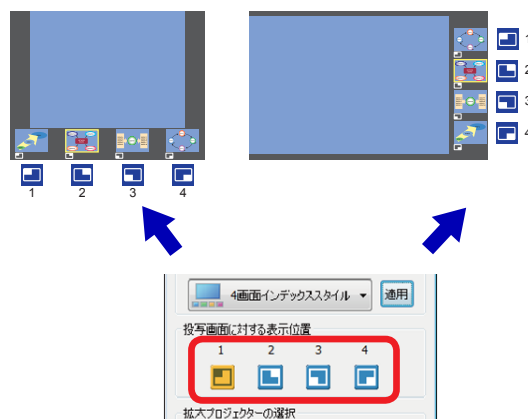 1
2
3
4
1 2 3 4
4画面インデックススタイル 適用
投写画面に対する表示位置
1 2 3 4
拡大プロジェクターの選択